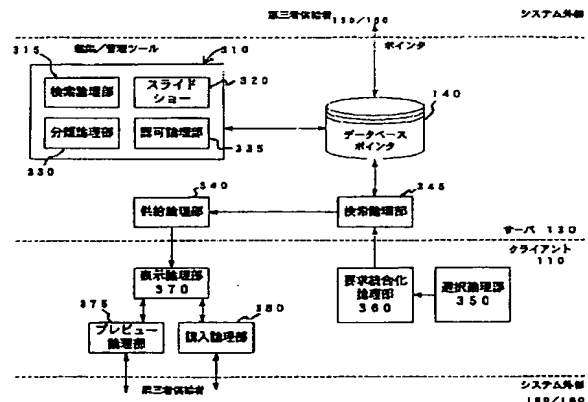 第三者供給者
150/160
システム外部
ポインタ
編集/管理ツール
310
315
検索論理部
スライド
ショー
320
分類論理部
許可論理部
330
335
140
データベース
ポインタ
340
供給論理部
345
検索論理部
サーバ 130
クライアント
110
表示論理部
370
要求統合化
論理部
360
選択論理部
350
375
プレビュー
論理部
380
購入論理部
第三者供給者
システム外部